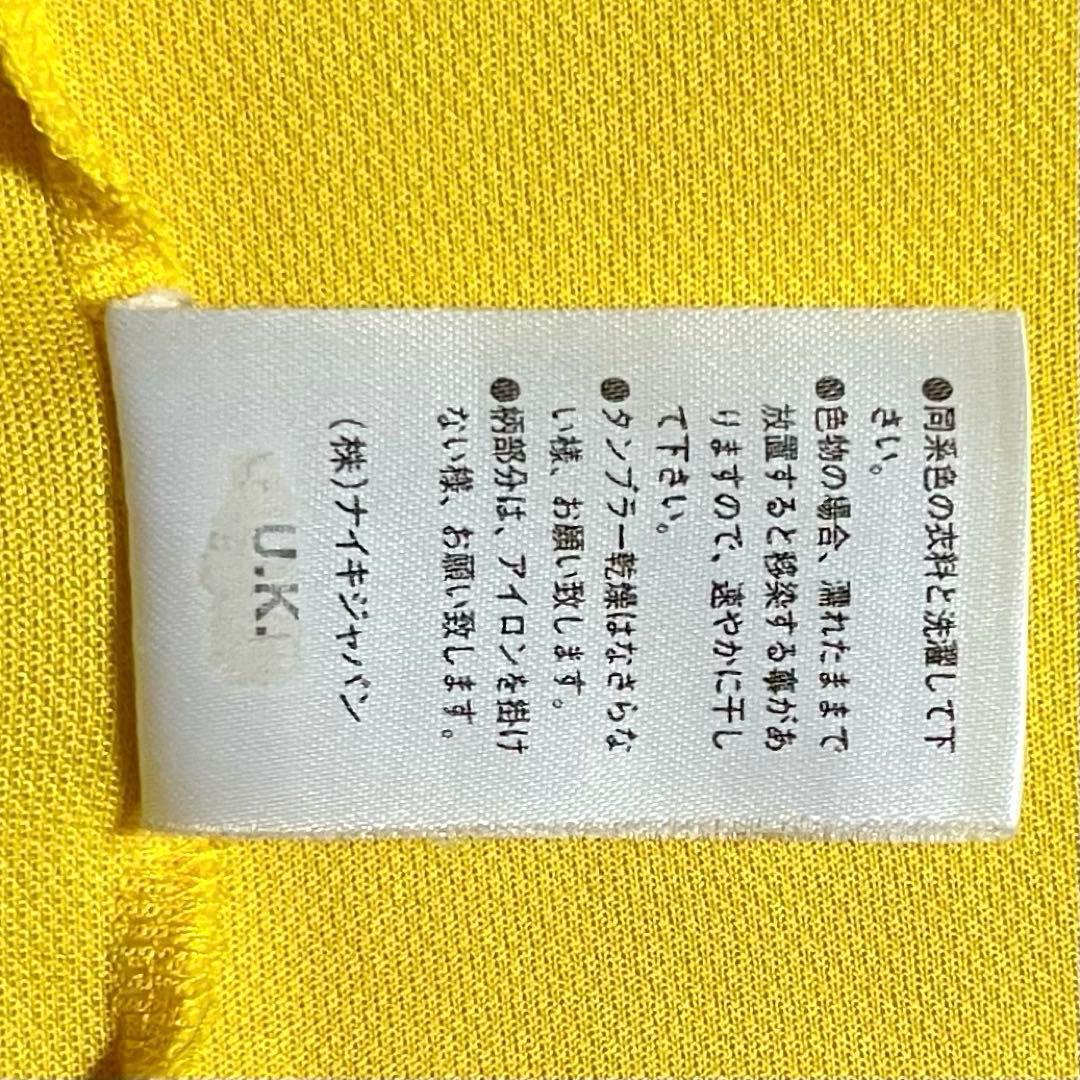 ●同系色の衣料と洗濯して下
さい。
●色物の場合、濡れたままで
放置すると移染する事があ
りますので、速やかに干し
て下さい。
●タンブラー乾燥はなさらな
い様、お願い致します。
●柄部分は、アイロンを掛け
ない様、お願い致します。
(株)ナイキジャパン
U.K.